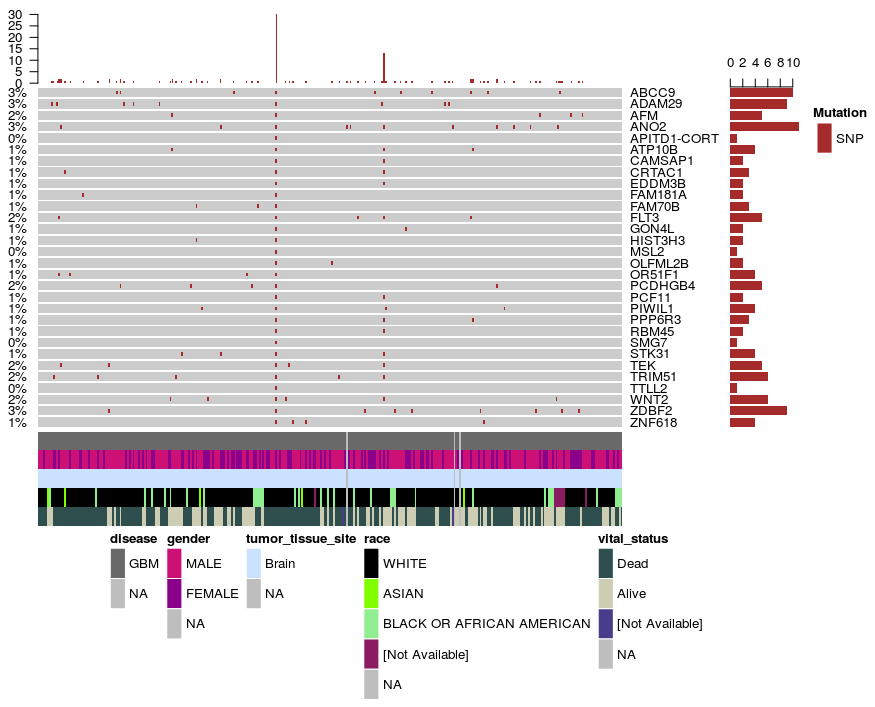 30
25
20
15
10
5
0
0 2 4 6 8 10
Mutation
SNP
3% ABCC9
3% ADAM29
2% AFM
3% ANO2
0% APITD1-CORT
1% ATP10B
1% CAMSAP1
1% CRTAC1
1% EDDM3B
1% FAM181A
1% FAM70B
2% FLT3
1% GON4L
1% HIST3H3
0% MSL2
1% OLFML2B
1% OR51F1
2% PCDHGB4
1% PCF11
1% PIWIL1
1% PPP6R3
1% RBM45
0% SMG7
1% STK31
2% TEK
2% TRIM51
0% TTLL2
2% WNT2
3% ZDBF2
1% ZNF618
disease gender tumor_tissue_site race vital_status
GBM MALE Brain WHITE Dead
NA FEMALE NA ASIAN Alive
NA BLACK OR AFRICAN AMERICAN [Not Available]
[Not Available] NA
NA